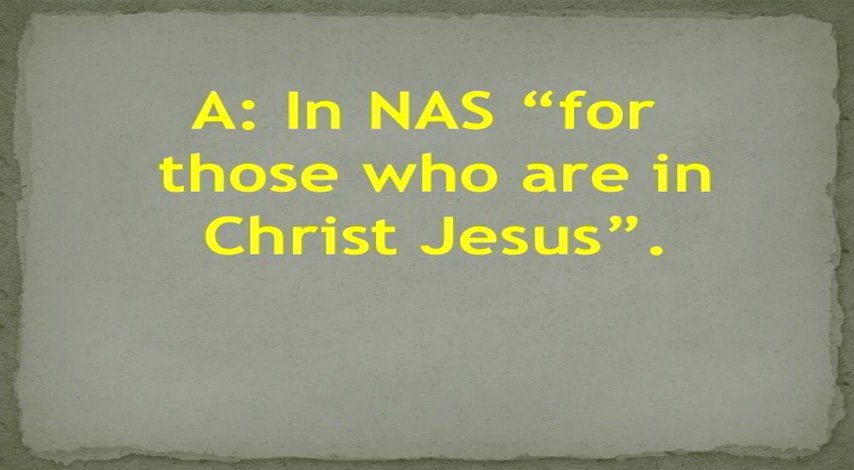 A: In NAS “for
those who are in
Christ Jesus”.